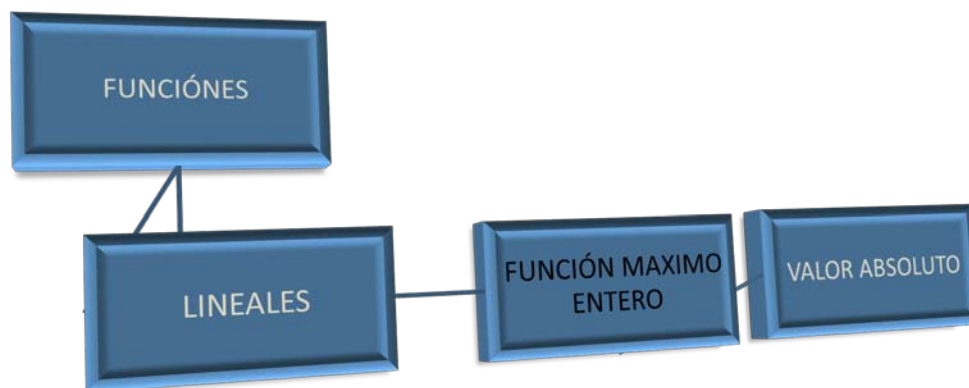 FUNCIÓNES
LINEALES
FUNCIÓN MAXIMO
ENTERO
VALOR ABSOLUTO